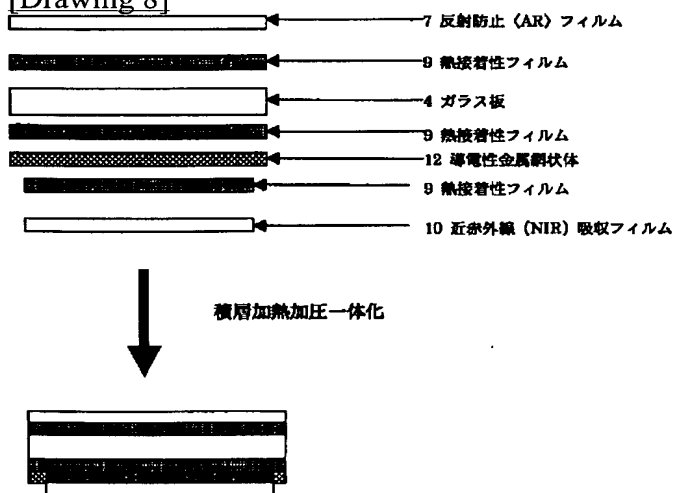 [Drawing 8]
7 反射防止（AR）フィルム
9 熱接着性フィルム
4 ガラス板
9 熱接着性フィルム
12 導電性金属網状体
9 熱接着性フィルム
10 近赤外線（NIR）吸収フィルム
積層加熱加圧一体化